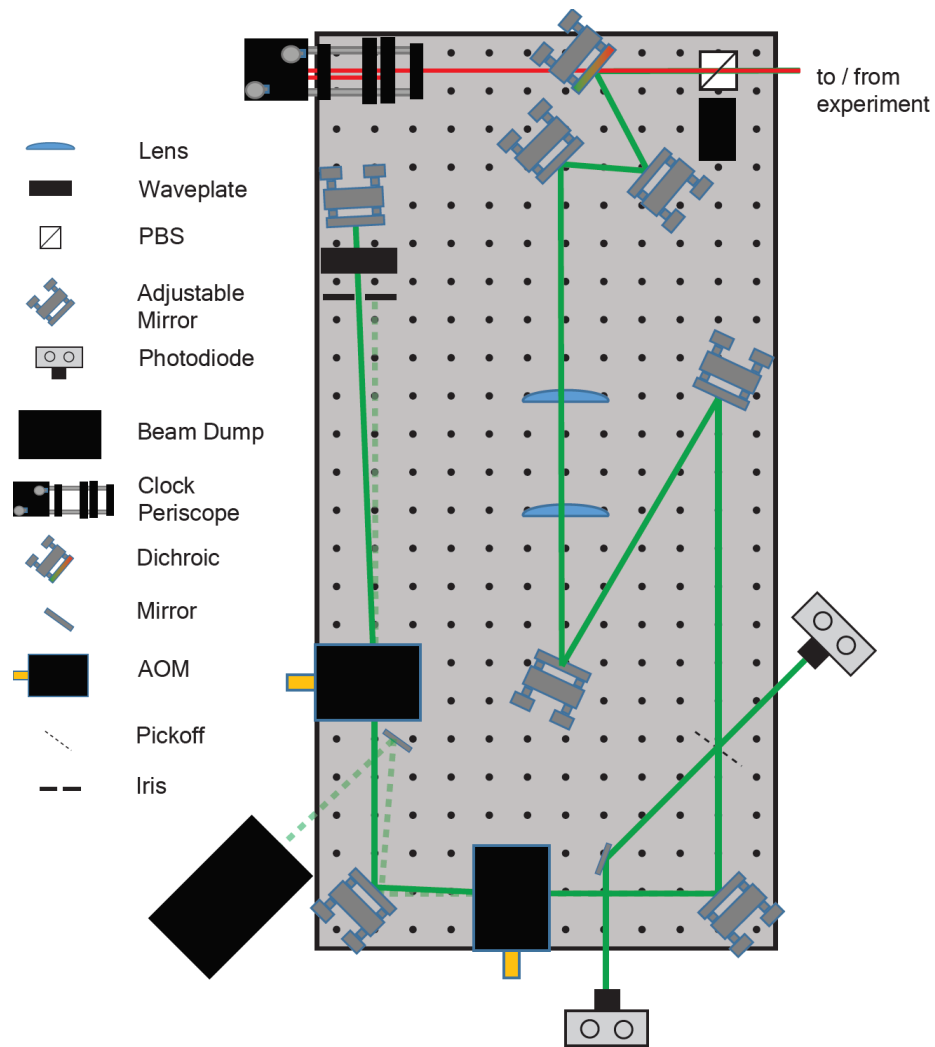 to / from
experiment
Lens
Waveplate
PBS
Adjustable
Mirror
Photodiode
Beam Dump
Clock
Periscope
Dichroic
Mirror
AOM
Pickoff
Iris